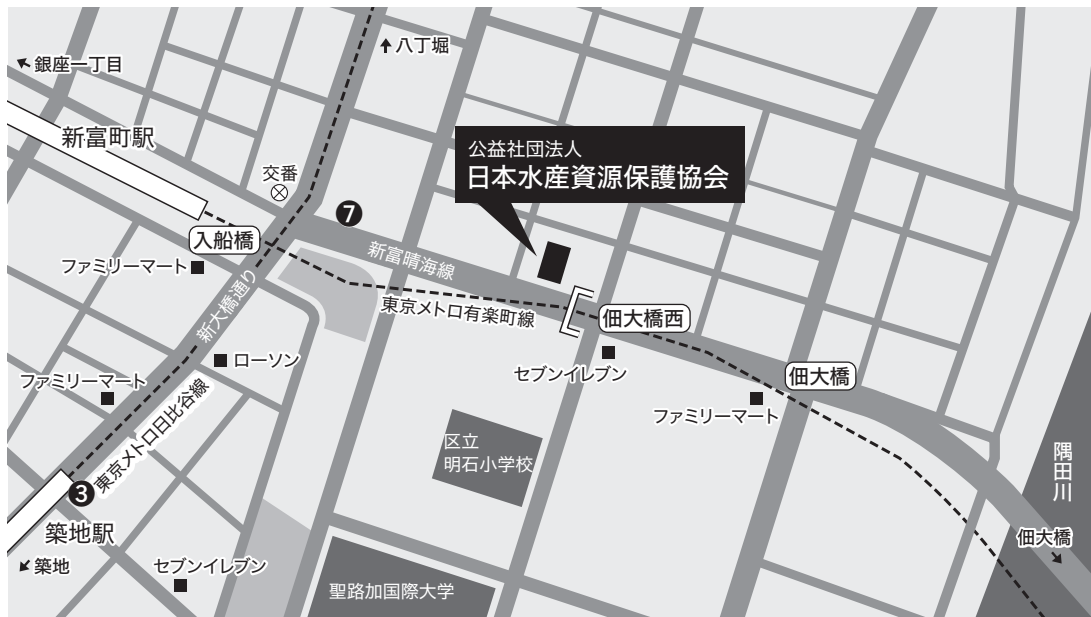 八丁堀
銀座一丁目
新富町駅
公益社団法人
日本水産資源保護協会
交番
7
入船橋
新富晴海線
ファミリーマート
新大橋通り
東京メトロ有楽町線
佃大橋西
ローソン
セブンイレブン
佃大橋
ファミリーマート
ファミリーマート
東京メトロ日比谷線
区立
明石小学校
隅田川
3
築地駅
佃大橋
築地
セブンイレブン
聖路加国際大学